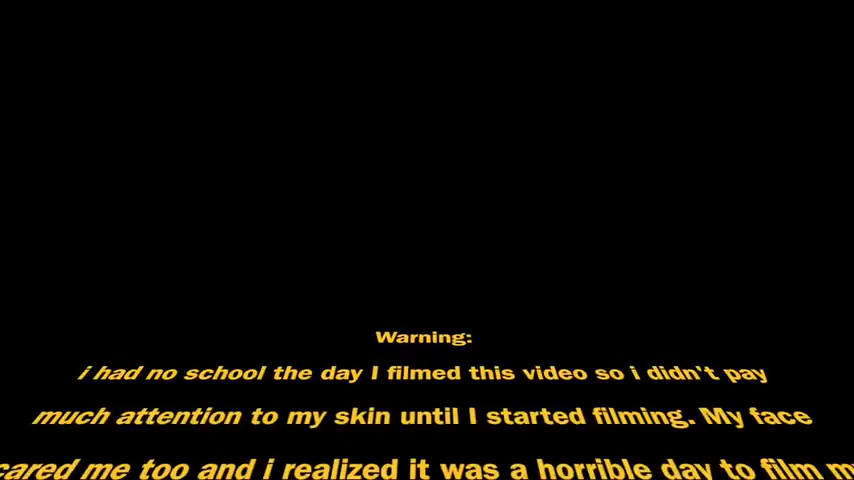 Warning:
i had no school the day I filmed this video so i didn't pay
much attention to my skin until I started filming. My face
me too and i realized it was a horrible day to film